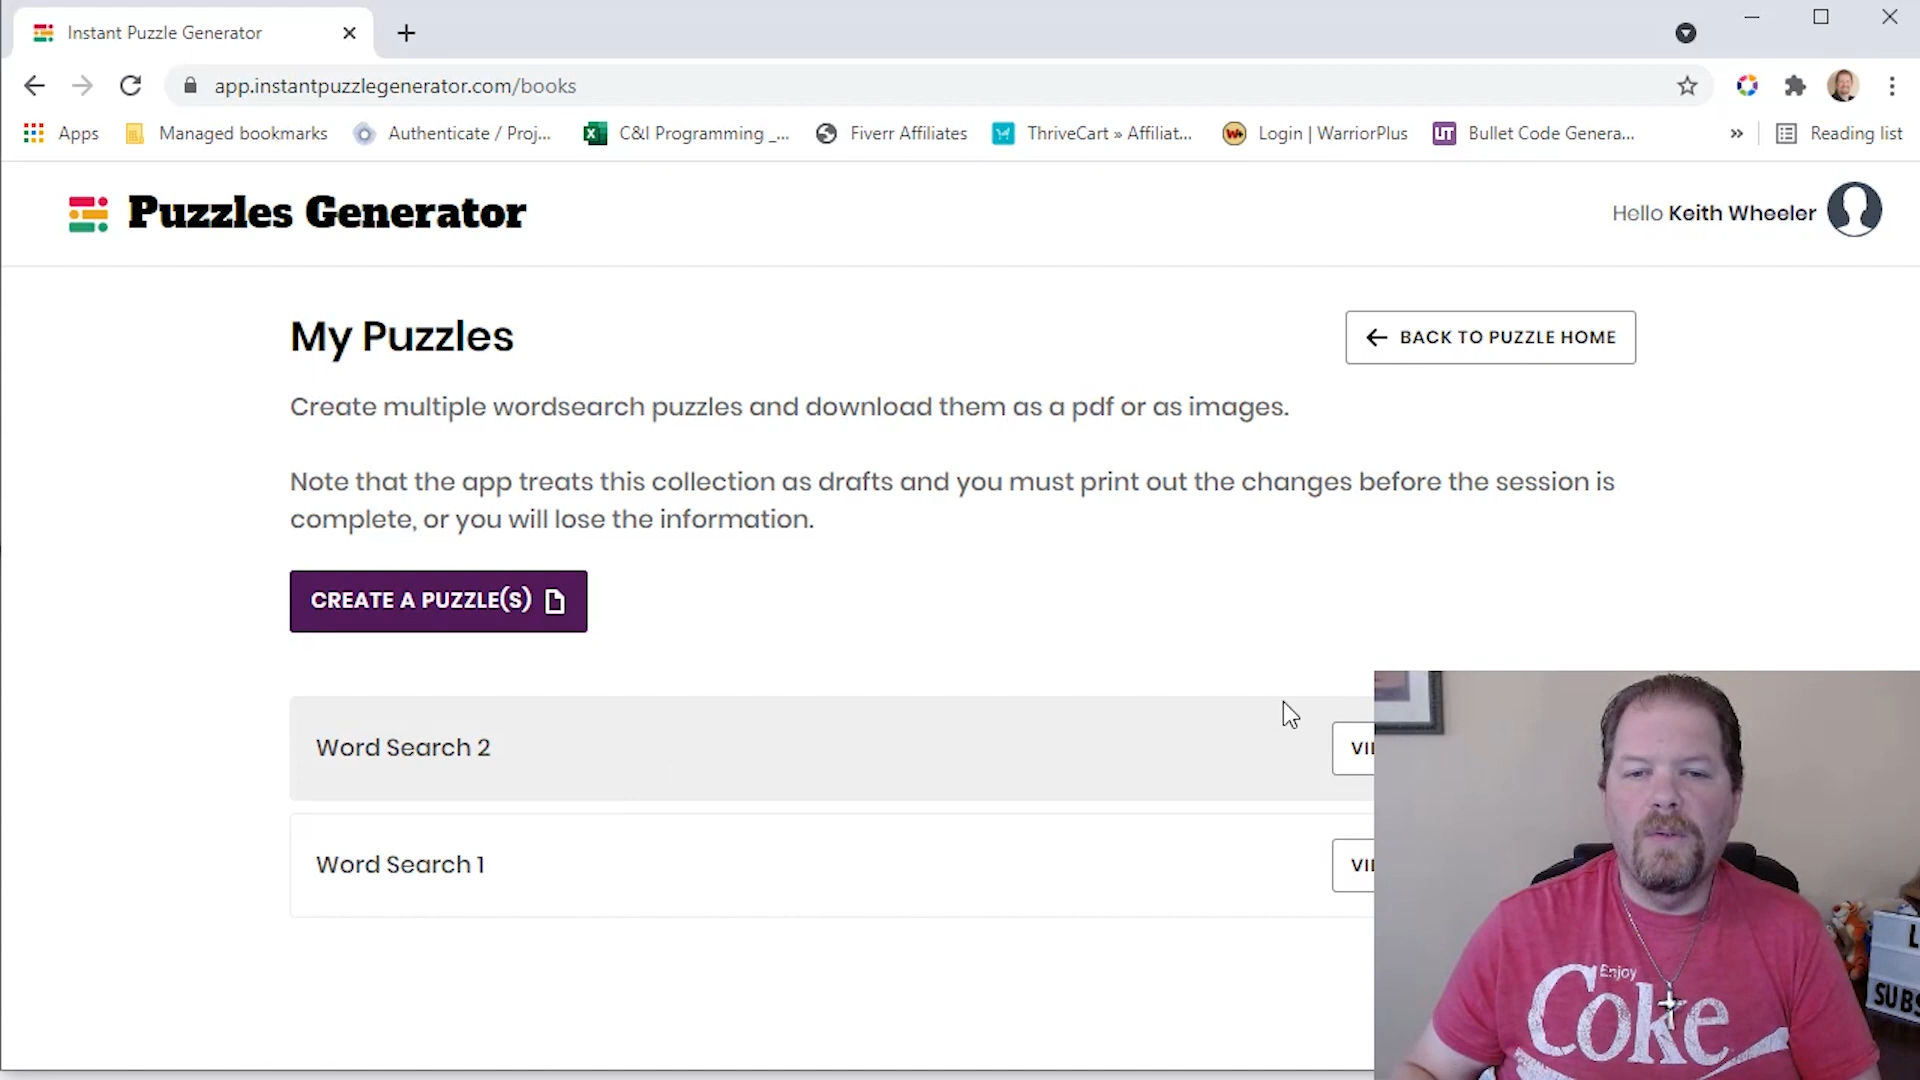 Instant Puzzle Generator
app.instantpuzzlegenerator.com/books
Apps
Managed bookmarks
Authenticate / Proj...
C&I Programming _...
Fiverr Affiliates
ThriveCart » Affiliat...
W+
Login | WarriorPlus
UT
Bullet Code Genera...
»
Reading list
Puzzles Generator
Hello Keith Wheeler
My Puzzles
BACK TO PUZZLE HOME
Create multiple wordsearch puzzles and download them as a pdf or as images.
Note that the app treats this collection as drafts and you must print out the changes before the session is
complete, or you will lose the information.
CREATE A PUZZLE(S)
Word Search 2
VI
Word Search 1
VI
Enjoy
Coke
L
SUBS